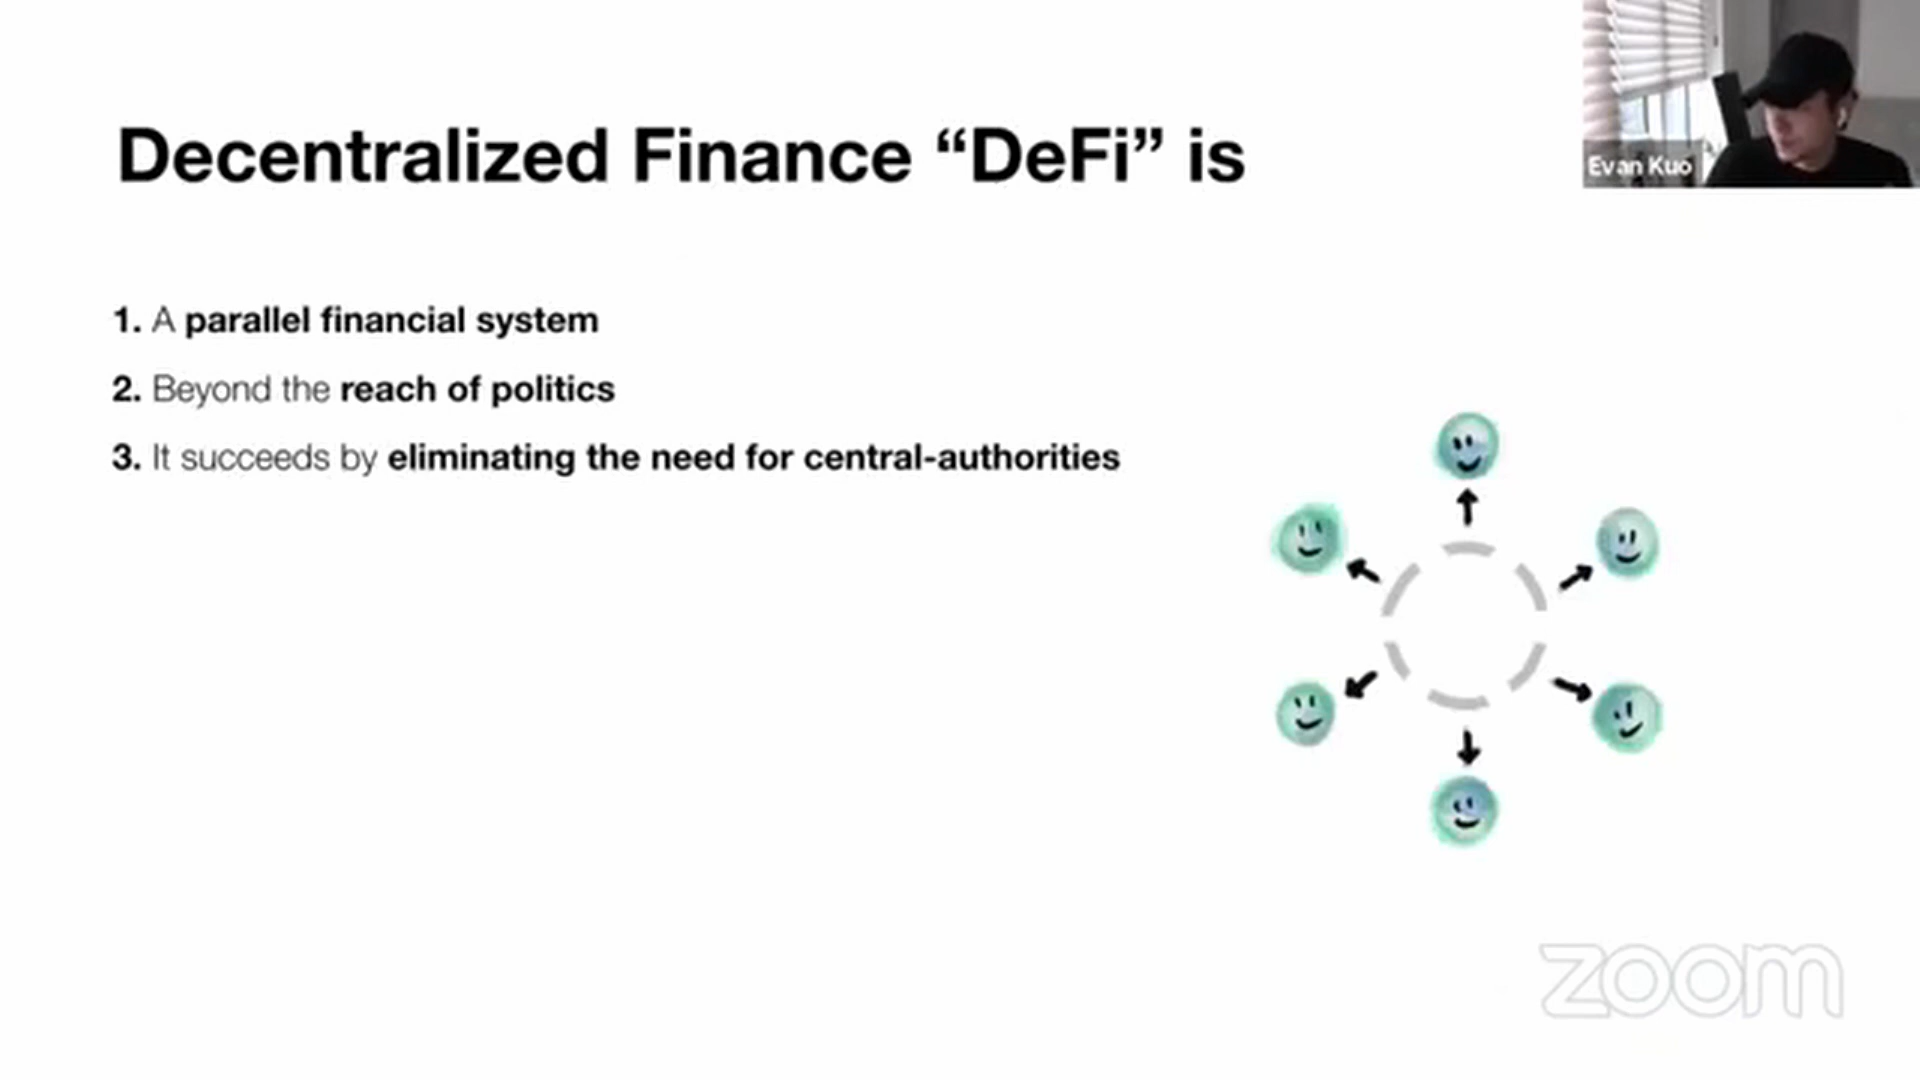 Decentralized Finance “DeFi” is
Evan Kuo
1. A parallel financial system
2. Beyond the reach of politics
3. It succeeds by eliminating the need for central-authorities
zoom